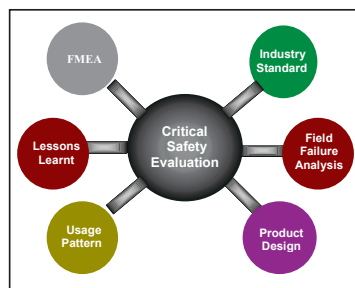 FMEA
Industry
Standard
Critical
Safety
Evaluation
Lessons
Learnt
Field
Failure
Analysis
Usage
Pattern
Product
Design